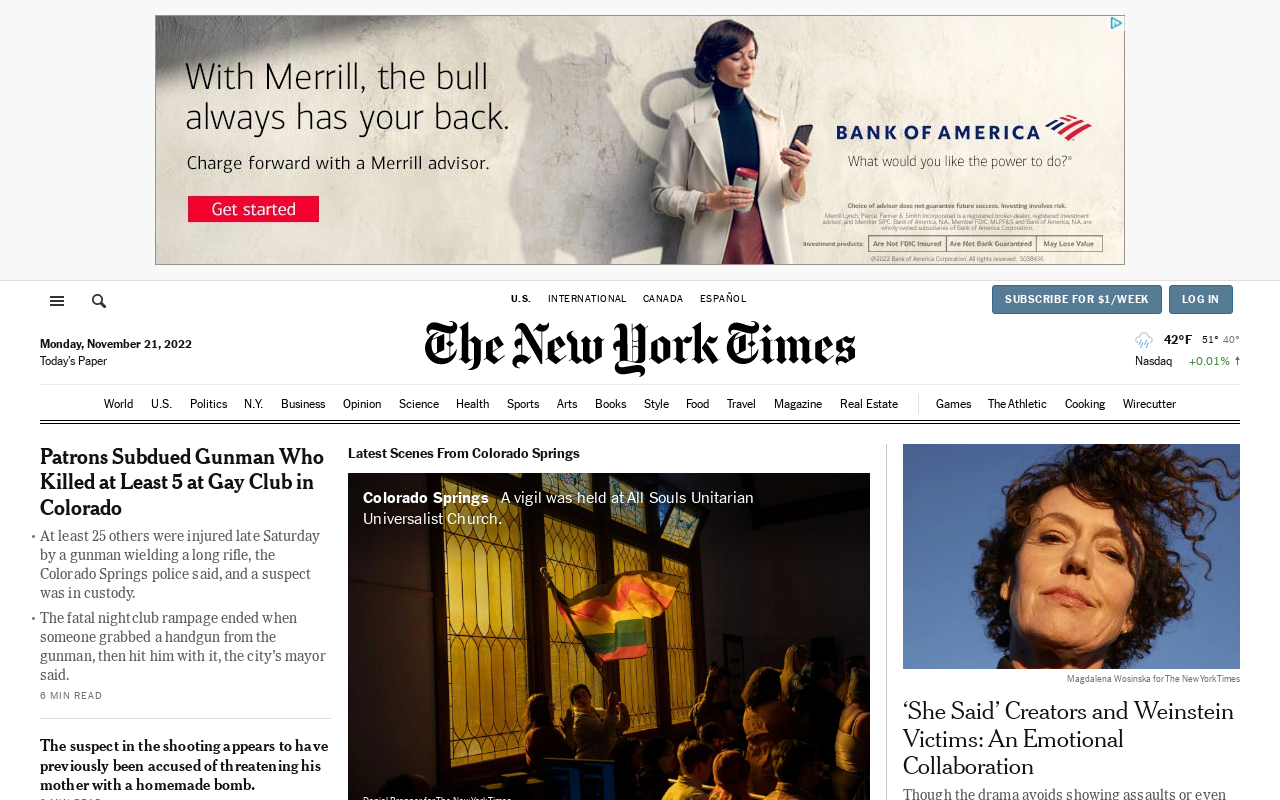 With Merrill, the bull
always has your back.
Charge forward with a Merrill advisor.
Get started
BANK OF AMERICA
What would you like the power to do?®
Choice of advisor does not guarantee future success. Investing involves risk.
Merrill Lynch, Pierce, Fenner & Smith Incorporated is a registered broker-dealer, registered investment
advisor, and Member SIPC. Bank of America, N.A., Member FDIC. MLPF&S and Bank of America, N.A. are
wholly owned subsidiaries of Bank of America Corporation.
Investment products: Are Not FDIC Insured Are Not Bank Guaranteed May Lose Value
@2022 Bank of America Corporation. All rights reserved. 5038436
U.S. INTERNATIONAL CANADA ESPAÑOL
SUBSCRIBE FOR $1/WEEK LOG IN
The New York Times
Monday, November 21, 2022
Today's Paper
42°F 51° 40°
Nasdaq +0.01% ↑
World U.S. Politics N.Y. Business Opinion Science Health Sports Arts Books Style Food Travel Magazine Real Estate Games The Athletic Cooking Wirecutter
Patrons Subdued Gunman Who
Killed at Least 5 at Gay Club in
Colorado
• At least 25 others were injured late Saturday
by a gunman wielding a long rifle, the
Colorado Springs police said, and a suspect
was in custody.
• The fatal nightclub rampage ended when
someone grabbed a handgun from the
gunman, then hit him with it, the city's mayor
said.
6 MIN READ
The suspect in the shooting appears to have
previously been accused of threatening his
mother with a homemade bomb.
Latest Scenes From Colorado Springs
Colorado Springs A vigil was held at All Souls Unitarian
Universalist Church.
Magdalena Wosinska for The New York Times
‘She Said’ Creators and Weinstein
Victims: An Emotional
Collaboration
Though the drama avoids showing assaults or even